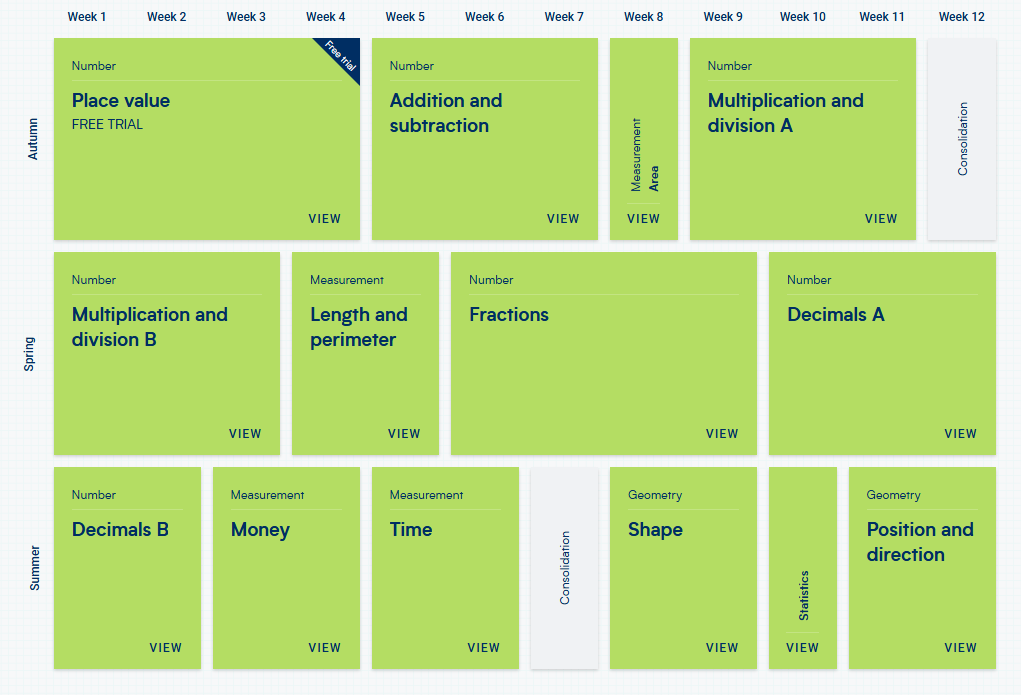 Week 1 Week 2 Week 3 Week 4 Week 5 Week 6 Week 7 Week 8 Week 9 Week 10 Week 11 Week 12
Autumn
Number
Place value
FREE TRIAL
Free trial
VIEW
Number
Addition and
subtraction
VIEW
Measurement
Area
VIEW
Number
Multiplication and
division A
VIEW
Consolidation
Spring
Number
Multiplication and
division B
VIEW
Measurement
Length and
perimeter
VIEW
Number
Fractions
VIEW
Number
Decimals A
VIEW
Summer
Number
Decimals B
VIEW
Measurement
Money
VIEW
Measurement
Time
VIEW
Consolidation
Geometry
Shape
VIEW
Statistics
VIEW
Geometry
Position and
direction
VIEW